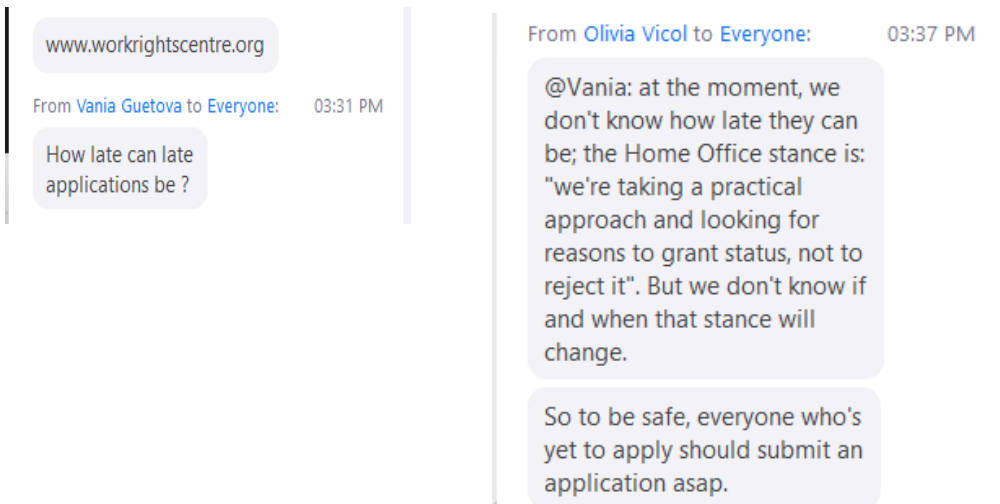 www.workrightscentre.org
From Vania Guetova to Everyone: 03:31 PM
How late can late
applications be ?
From Olivia Vicol to Everyone: 03:37 PM
@Vania: at the moment, we
don't know how late they can
be; the Home Office stance is:
"we're taking a practical
approach and looking for
reasons to grant status, not to
reject it". But we don't know if
and when that stance will
change.
So to be safe, everyone who's
yet to apply should submit an
application asap.